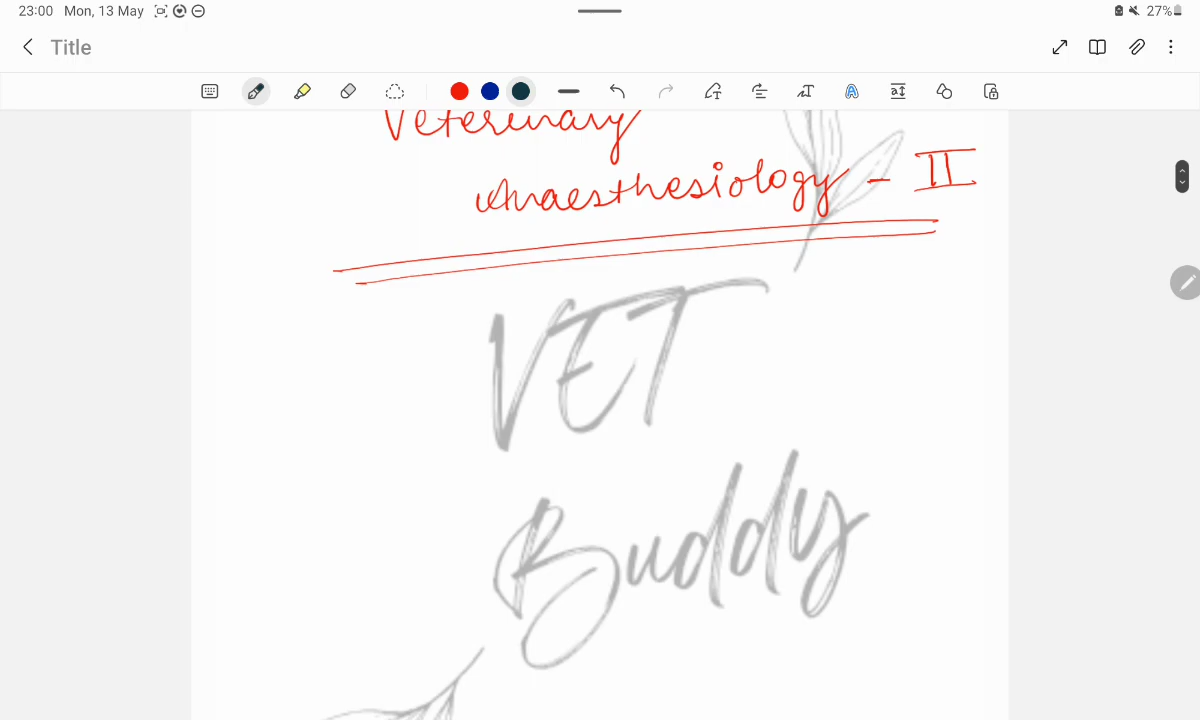 23:00 Mon, 13 May 27%
Title
Veterinary
Anaesthesiology - II
VET
Buddy